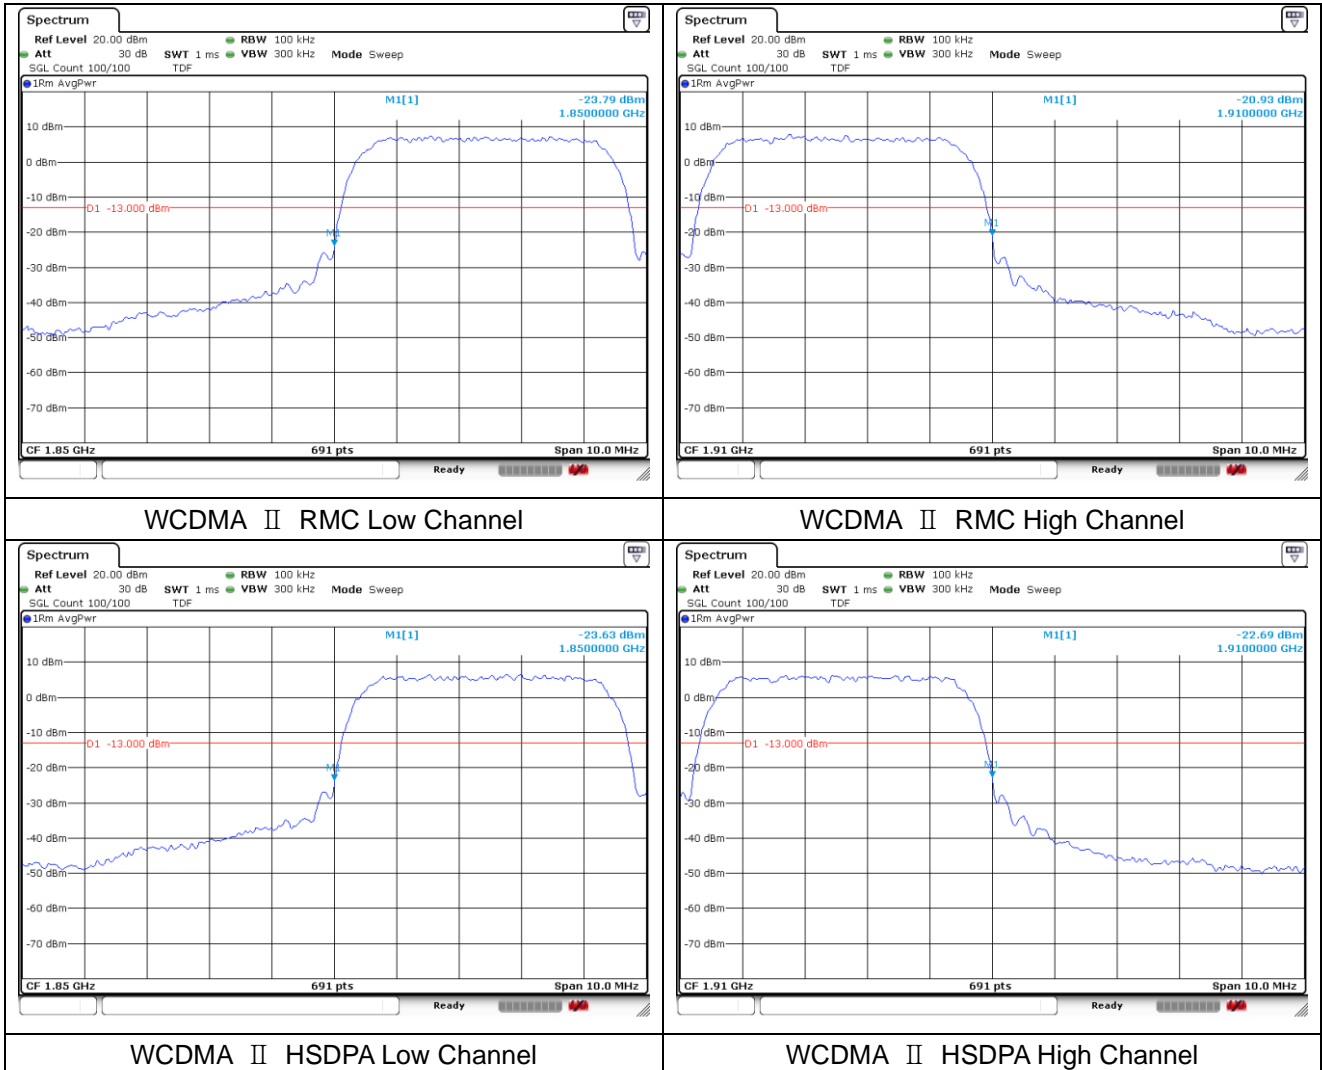 Spectrum
Ref Level 20.00 dBm RBW 100 kHz
Att 30 dB SWT 1 ms VBW 300 kHz Mode Sweep
SGL Count 100/100 TDF
1Rm AvgPwr
M1[1] -23.79 dBm
1.8500000 GHz
10 dBm
0 dBm
-10 dBm
D1 -13.000 dBm
M1
-20 dBm
-30 dBm
-40 dBm
-50 dBm
-60 dBm
-70 dBm
CF 1.85 GHz 691 pts Span 10.0 MHz
Ready
WCDMA Ⅱ RMC Low Channel
Spectrum
Ref Level 20.00 dBm RBW 100 kHz
Att 30 dB SWT 1 ms VBW 300 kHz Mode Sweep
SGL Count 100/100 TDF
1Rm AvgPwr
M1[1] -20.93 dBm
1.9100000 GHz
10 dBm
0 dBm
-10 dBm
D1 -13.000 dBm
M1
-20 dBm
-30 dBm
-40 dBm
-50 dBm
-60 dBm
-70 dBm
CF 1.91 GHz 691 pts Span 10.0 MHz
Ready
WCDMA Ⅱ RMC High Channel
Spectrum
Ref Level 20.00 dBm RBW 100 kHz
Att 30 dB SWT 1 ms VBW 300 kHz Mode Sweep
SGL Count 100/100 TDF
1Rm AvgPwr
M1[1] -23.63 dBm
1.8500000 GHz
10 dBm
0 dBm
-10 dBm
D1 -13.000 dBm
M1
-20 dBm
-30 dBm
-40 dBm
-50 dBm
-60 dBm
-70 dBm
CF 1.85 GHz 691 pts Span 10.0 MHz
Ready
WCDMA Ⅱ HSDPA Low Channel
Spectrum
Ref Level 20.00 dBm RBW 100 kHz
Att 30 dB SWT 1 ms VBW 300 kHz Mode Sweep
SGL Count 100/100 TDF
1Rm AvgPwr
M1[1] -22.69 dBm
1.9100000 GHz
10 dBm
0 dBm
-10 dBm
D1 -13.000 dBm
M1
-20 dBm
-30 dBm
-40 dBm
-50 dBm
-60 dBm
-70 dBm
CF 1.91 GHz 691 pts Span 10.0 MHz
Ready
WCDMA Ⅱ HSDPA High Channel